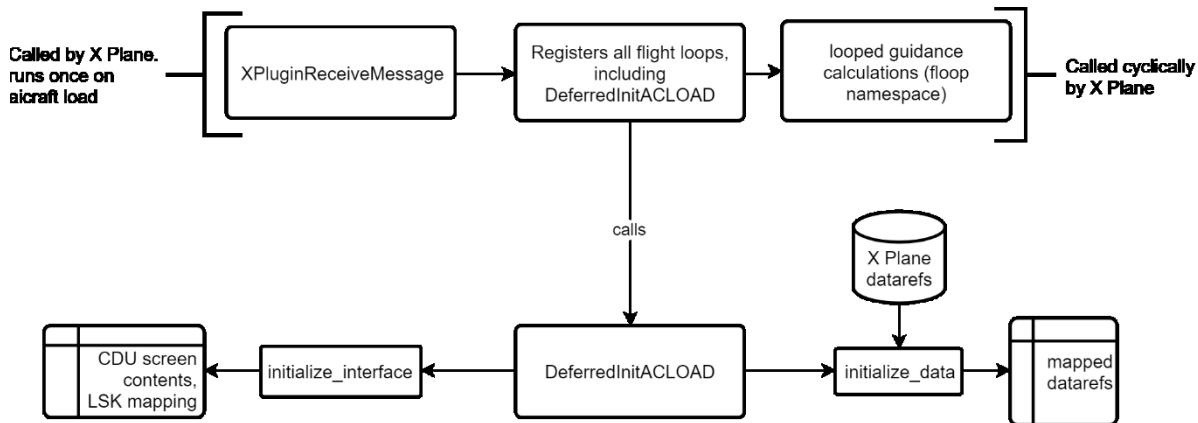 Called by X Plane.
runs once on
aicraft load
XPluginReceiveMessage
Registers all flight loops,
including
DeferredInitACLOAD
looped guidance
calculations (floop
namespace)
Called cyclically
by X Plane
calls
X Plane
datarefs
CDU screen
contents,
LSK mapping
initialize_interface
DeferredInitACLOAD
initialize_data
mapped
datarefs